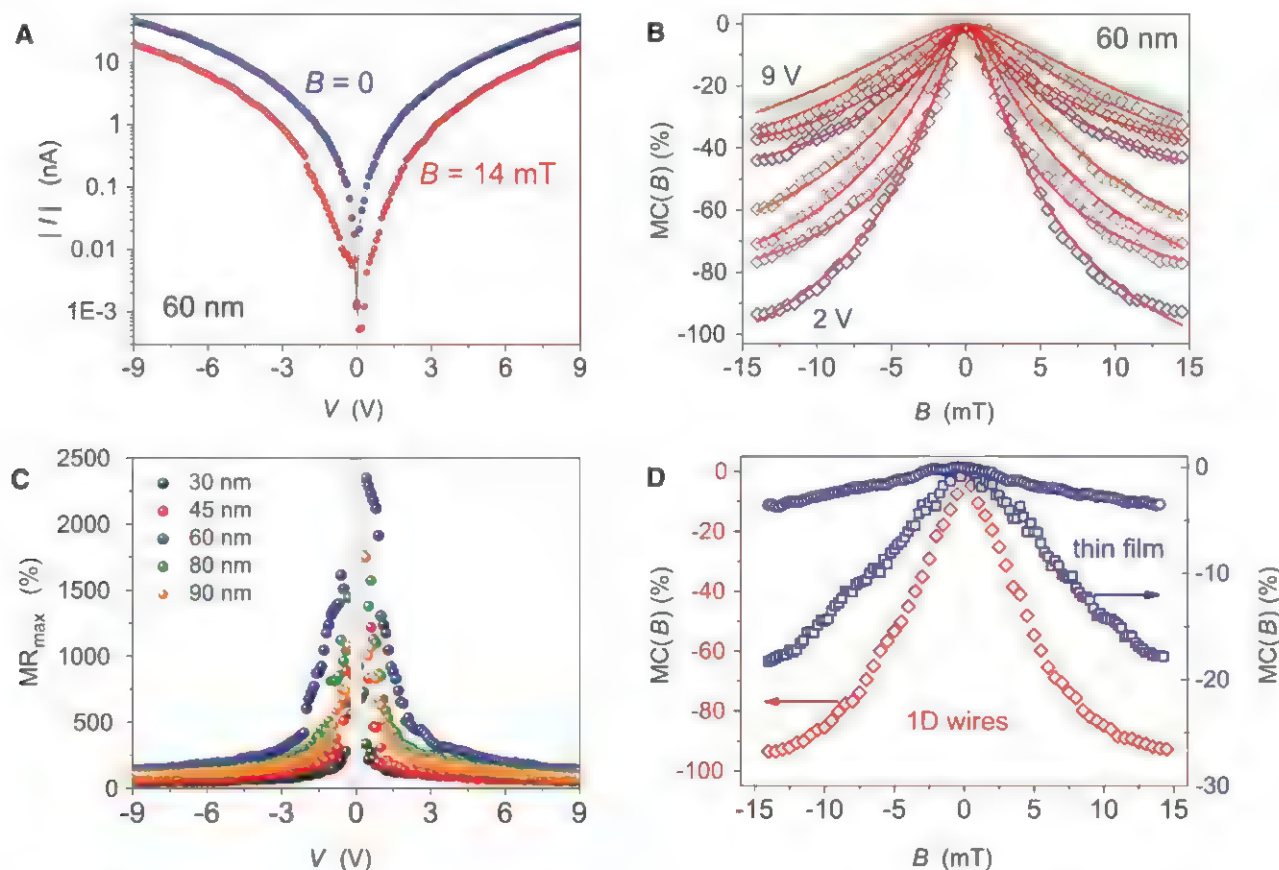 A
10
1
0.1
0.01
1E-3
| I | (nA)
B = 0
B = 14 mT
60 nm
-9 -6 -3 0 3 6 9
V (V)
B
0
-20
-40
-60
-80
-100
MC(B) (%)
60 nm
9 V
2 V
-15 -10 -5 0 5 10 15
B (mT)
C
2500
2000
1500
1000
500
0
MRmax (%)
30 nm
45 nm
60 nm
80 nm
90 nm
-9 -6 -3 0 3 6 9
V (V)
D
0
-20
-40
-60
-80
-100
MC(B) (%)
thin film
1D wires
0
-10
-20
-30
MC(B) (%)
-15 -10 -5 0 5 10 15
B (mT)